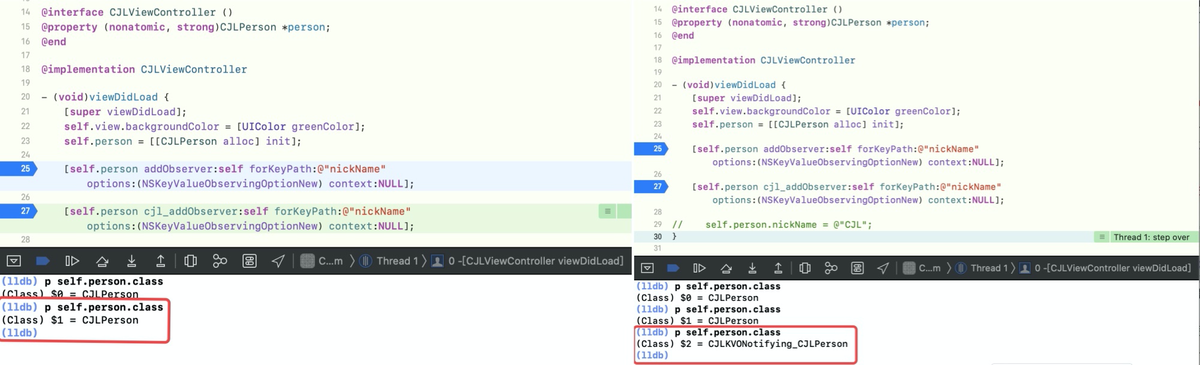 14 @interface CJLViewController ()
15 @property (nonatomic, strong)CJLPerson *person;
16 @end
17
18 @implementation CJLViewController
19
20 - (void)viewDidLoad {
21 [super viewDidLoad];
22 self.view.backgroundColor = [UIColor greenColor];
23 self.person = [[CJLPerson alloc] init];
24
25 [self.person addObserver:self forKeyPath:@"nickName"
options:(NSKeyValueObservingOptionNew) context:NULL];
26
27 [self.person cjl_addObserver:self forKeyPath:@"nickName"
options:(NSKeyValueObservingOptionNew) context:NULL];
28
C...m Thread 1 0 -[CJLViewController viewDidLoad]
(lldb) p self.person.class
(Class) $0 = CJLPerson
(lldb) p self.person.class
(Class) $1 = CJLPerson
(lldb)
14 @interface CJLViewController ()
15 @property (nonatomic, strong)CJLPerson *person;
16 @end
17
18 @implementation CJLViewController
19
20 - (void)viewDidLoad {
21 [super viewDidLoad];
22 self.view.backgroundColor = [UIColor greenColor];
23 self.person = [[CJLPerson alloc] init];
24
25 [self.person addObserver:self forKeyPath:@"nickName"
options:(NSKeyValueObservingOptionNew) context:NULL];
26
27 [self.person cjl_addObserver:self forKeyPath:@"nickName"
options:(NSKeyValueObservingOptionNew) context:NULL];
28
29 // self.person.nickName = @"CJL";
30 } Thread 1: step over
31
C...m Thread 1 0 -[CJLViewController viewDidLoad]
(lldb) p self.person.class
(Class) $0 = CJLPerson
(lldb) p self.person.class
(Class) $1 = CJLPerson
(lldb) p self.person.class
(Class) $2 = CJLKVONotifying_CJLPerson
(lldb)